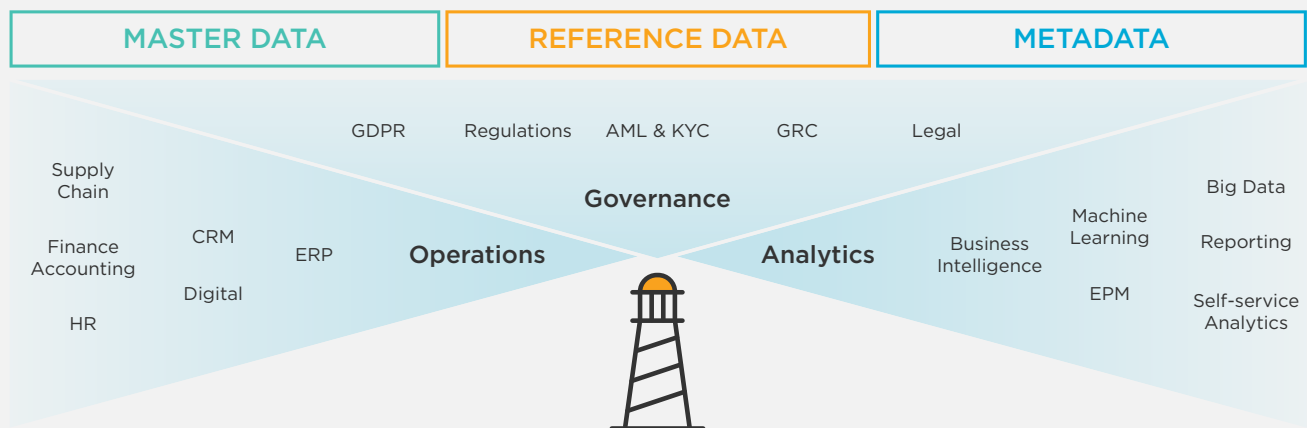 MASTER DATA
REFERENCE DATA
METADATA
GDPR
Regulations
AML & KYC
GRC
Legal
Governance
Supply
Chain
Finance
Accounting
HR
CRM
Digital
ERP
Operations
Analytics
Business
Intelligence
Machine
Learning
EPM
Big Data
Reporting
Self-service
Analytics